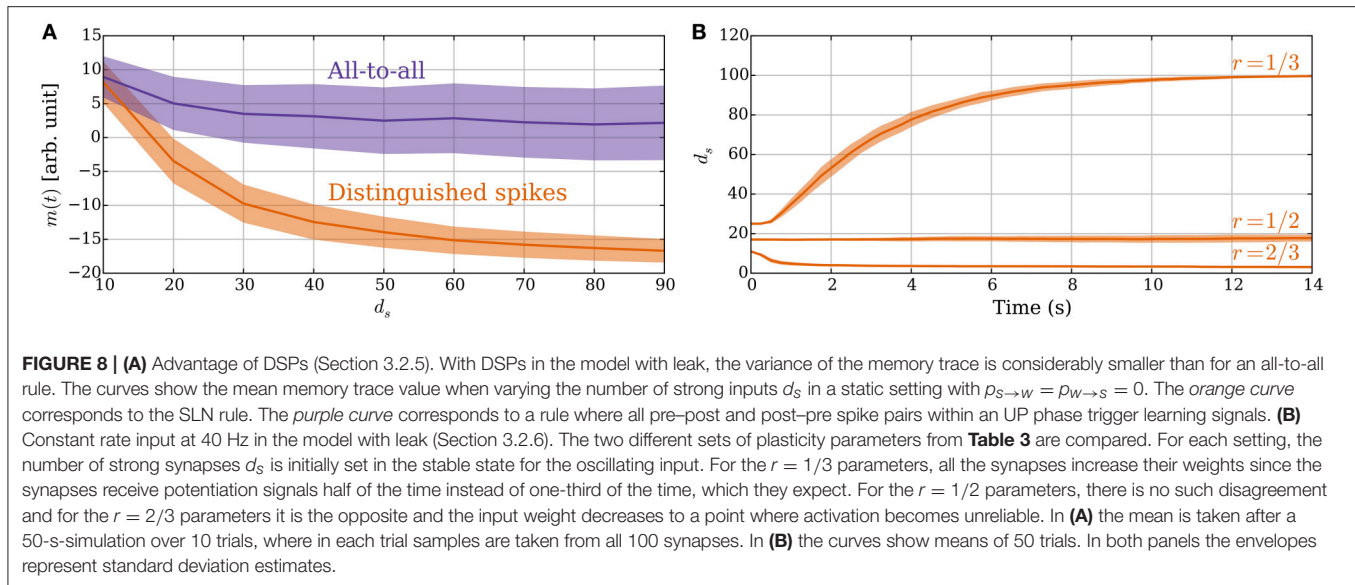 A
15
10
5
0
−5
−10
−15
−20
m(t) [arb. unit]
All-to-all
Distinguished spikes
10 20 30 40 50 60 70 80 90
d_s
B
120
100
80
60
40
20
0
d_s
r=1/3
r=1/2
r=2/3
0 2 4 6 8 10 12 14
Time (s)
FIGURE 8 | (A) Advantage of DSPs (Section 3.2.5). With DSPs in the model with leak, the variance of the memory trace is considerably smaller than for an all-to-all
rule. The curves show the mean memory trace value when varying the number of strong inputs d_s in a static setting with p_{S→W} = p_{W→S} = 0. The orange curve
corresponds to the SLN rule. The purple curve corresponds to a rule where all pre–post and post–pre spike pairs within an UP phase trigger learning signals. (B)
Constant rate input at 40 Hz in the model with leak (Section 3.2.6). The two different sets of plasticity parameters from Table 3 are compared. For each setting, the
number of strong synapses d_s is initially set in the stable state for the oscillating input. For the r = 1/3 parameters, all the synapses increase their weights since the
synapses receive potentiation signals half of the time instead of one-third of the time, which they expect. For the r = 1/2 parameters, there is no such disagreement
and for the r = 2/3 parameters it is the opposite and the input weight decreases to a point where activation becomes unreliable. In (A) the mean is taken after a
50-s-simulation over 10 trials, where in each trial samples are taken from all 100 synapses. In (B) the curves show means of 50 trials. In both panels the envelopes
represent standard deviation estimates.